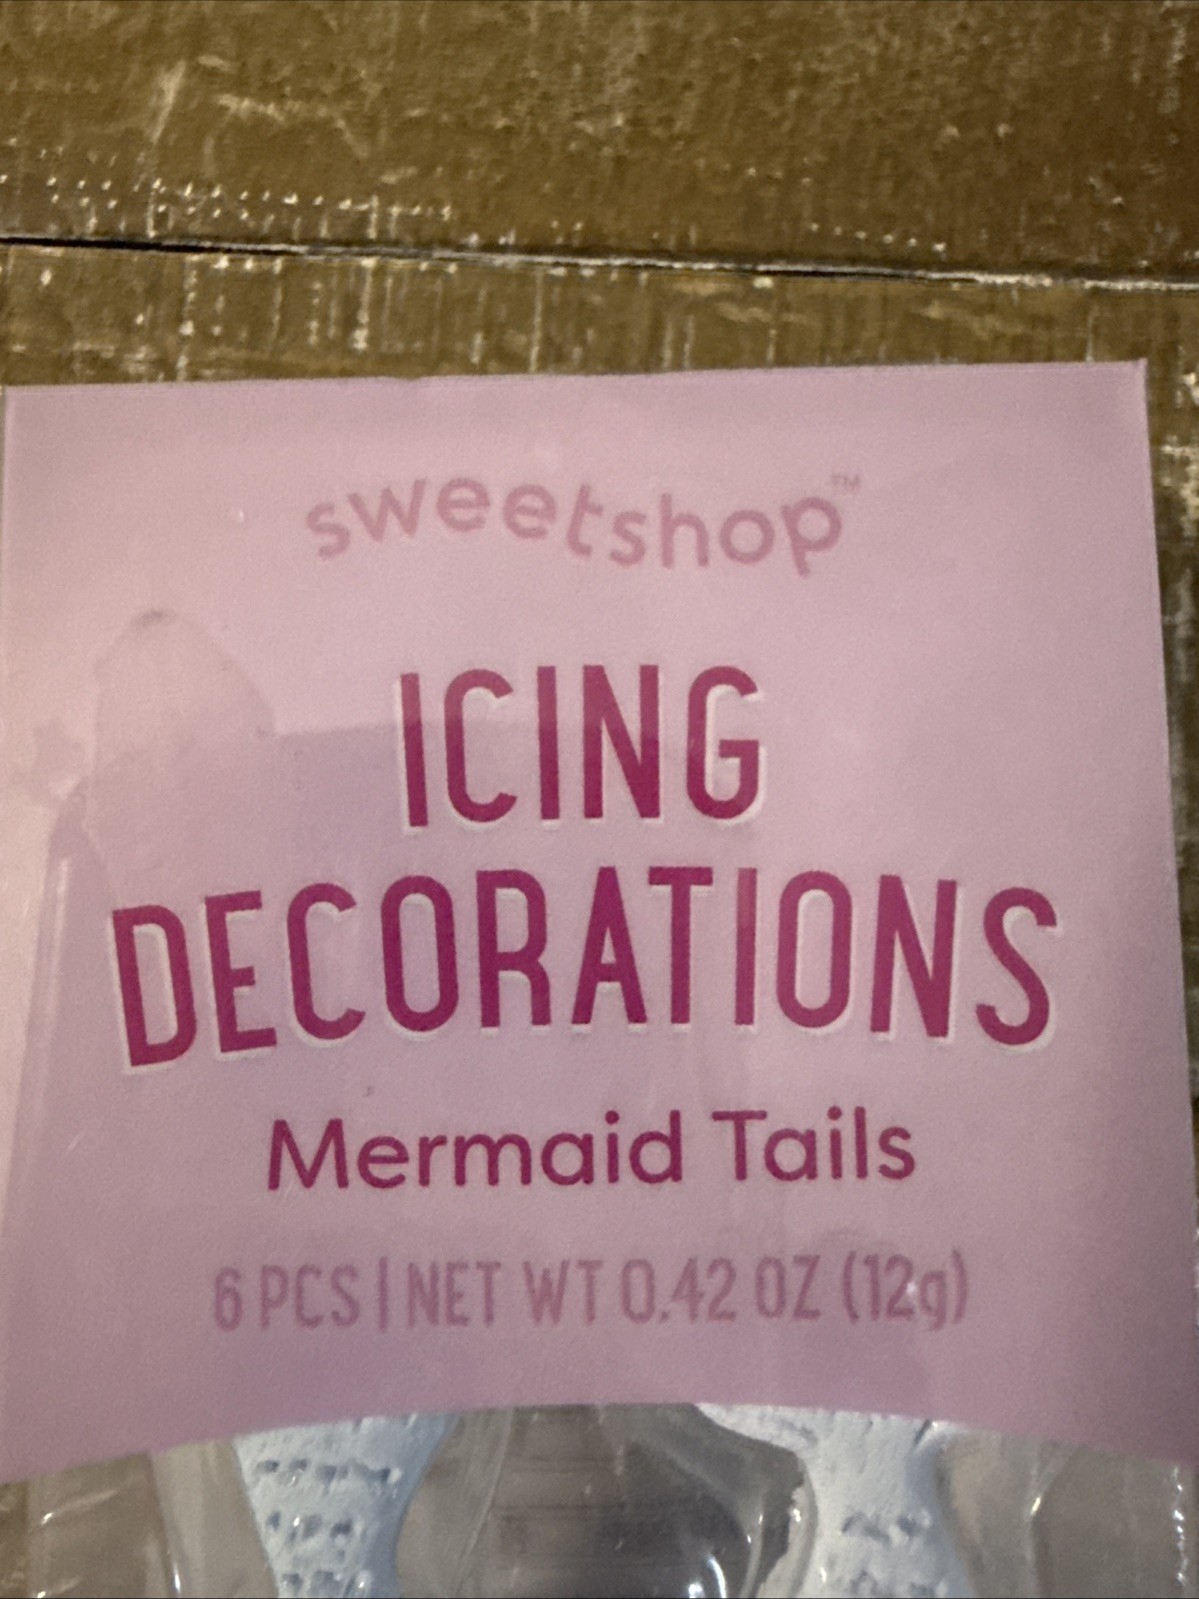 sweetshop™
ICING
DECORATIONS
Mermaid Tails
6 PCS | NET WT 0.42 OZ (12g)